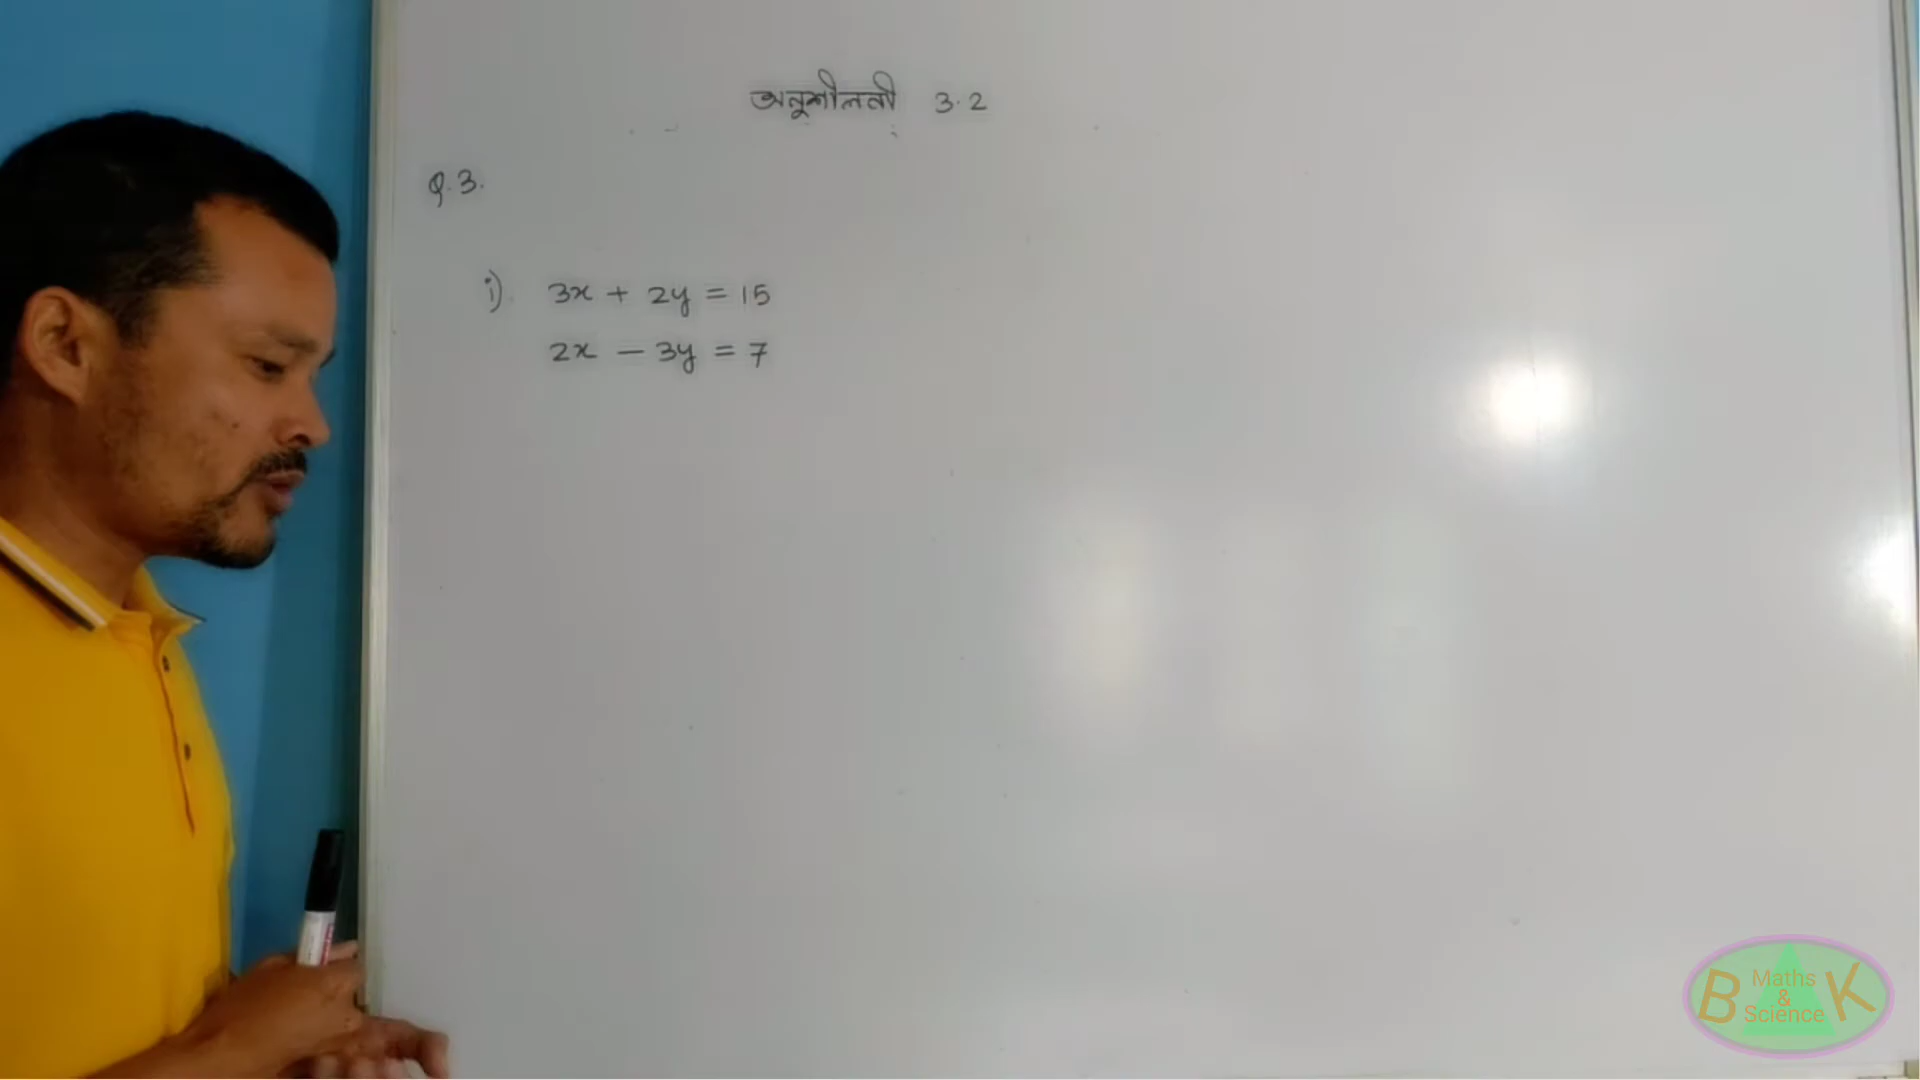 অনুশীলনী 3.2
Q.3.
i). 3x + 2y = 15
2x - 3y = 7
B Maths & Science K